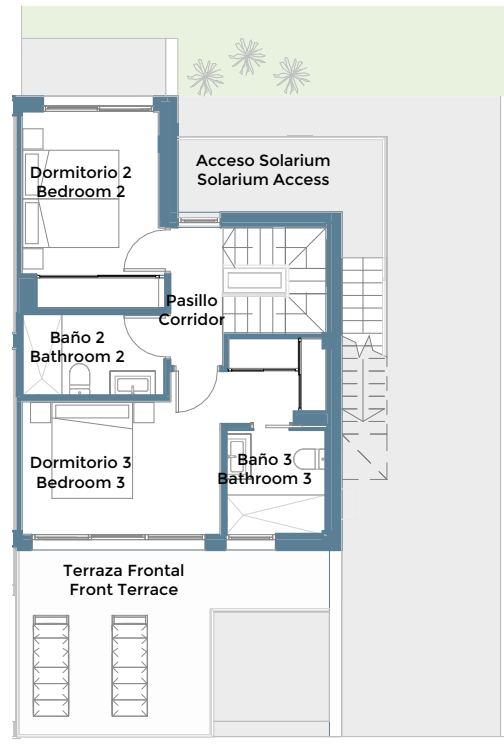 Acceso Solarium
Solarium Access
Dormitorio 2
Bedroom 2
Pasillo
Corridor
Baño 2
Bathroom 2
Dormitorio 3
Bedroom 3
Baño 3
Bathroom 3
Terraza Frontal
Front Terrace